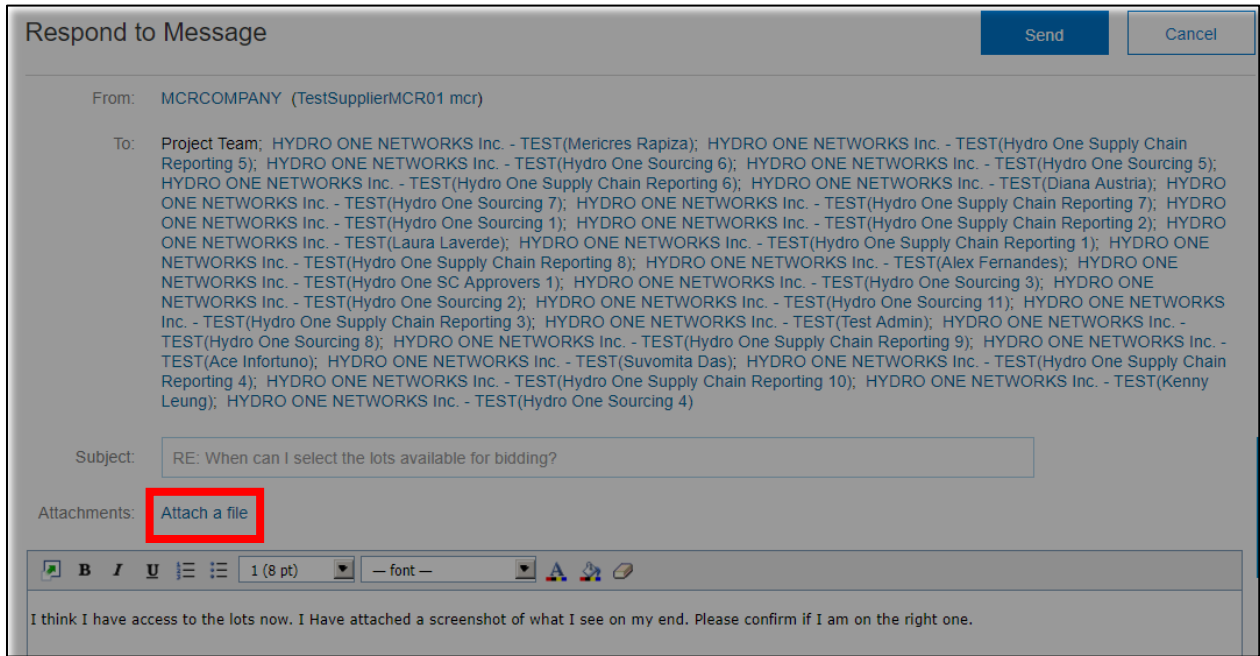 Respond to Message
Send
Cancel
From: MCRCOMPANY (TestSupplierMCR01 mcr)
To: Project Team; HYDRO ONE NETWORKS Inc. - TEST(Mericres Rapiza); HYDRO ONE NETWORKS Inc. - TEST(Hydro One Supply Chain
Reporting 5); HYDRO ONE NETWORKS Inc. - TEST(Hydro One Sourcing 6); HYDRO ONE NETWORKS Inc. - TEST(Hydro One Sourcing 5);
HYDRO ONE NETWORKS Inc. - TEST(Hydro One Supply Chain Reporting 6); HYDRO ONE NETWORKS Inc. - TEST(Diana Austria); HYDRO
ONE NETWORKS Inc. - TEST(Hydro One Sourcing 7); HYDRO ONE NETWORKS Inc. - TEST(Hydro One Supply Chain Reporting 7); HYDRO
ONE NETWORKS Inc. - TEST(Hydro One Sourcing 1); HYDRO ONE NETWORKS Inc. - TEST(Hydro One Supply Chain Reporting 2); HYDRO
ONE NETWORKS Inc. - TEST(Laura Laverde); HYDRO ONE NETWORKS Inc. - TEST(Hydro One Supply Chain Reporting 1); HYDRO ONE
NETWORKS Inc. - TEST(Hydro One Supply Chain Reporting 8); HYDRO ONE NETWORKS Inc. - TEST(Alex Fernandes); HYDRO ONE
NETWORKS Inc. - TEST(Hydro One SC Approvers 1); HYDRO ONE NETWORKS Inc. - TEST(Hydro One Sourcing 3); HYDRO ONE
NETWORKS Inc. - TEST(Hydro One Sourcing 2); HYDRO ONE NETWORKS Inc. - TEST(Hydro One Sourcing 11); HYDRO ONE NETWORKS
Inc. - TEST(Hydro One Supply Chain Reporting 3); HYDRO ONE NETWORKS Inc. - TEST(Test Admin); HYDRO ONE NETWORKS Inc. -
TEST(Hydro One Sourcing 8); HYDRO ONE NETWORKS Inc. - TEST(Hydro One Supply Chain Reporting 9); HYDRO ONE NETWORKS Inc. -
TEST(Ace Infortuno); HYDRO ONE NETWORKS Inc. - TEST(Suvomita Das); HYDRO ONE NETWORKS Inc. - TEST(Hydro One Supply Chain
Reporting 4); HYDRO ONE NETWORKS Inc. - TEST(Hydro One Supply Chain Reporting 10); HYDRO ONE NETWORKS Inc. - TEST(Kenny
Leung); HYDRO ONE NETWORKS Inc. - TEST(Hydro One Sourcing 4)
Subject: RE: When can I select the lots available for bidding?
Attachments: Attach a file
B I U 1 (8 pt) — font — A
I think I have access to the lots now. I Have attached a screenshot of what I see on my end. Please confirm if I am on the right one.